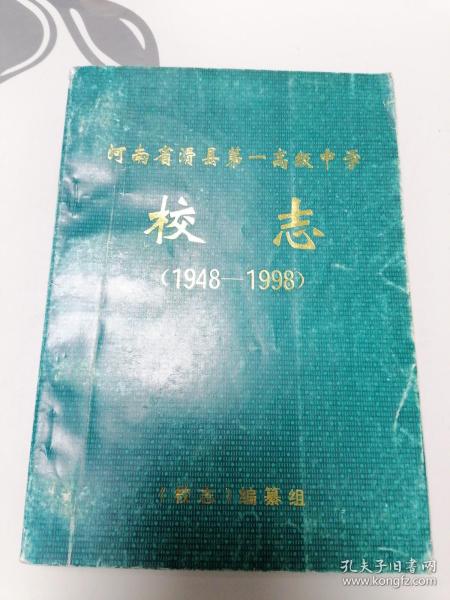 河南省滑县第一高级中学
校志
（1948—1998）
《校志》编纂组
孔夫子旧书网
www.kongfz.com